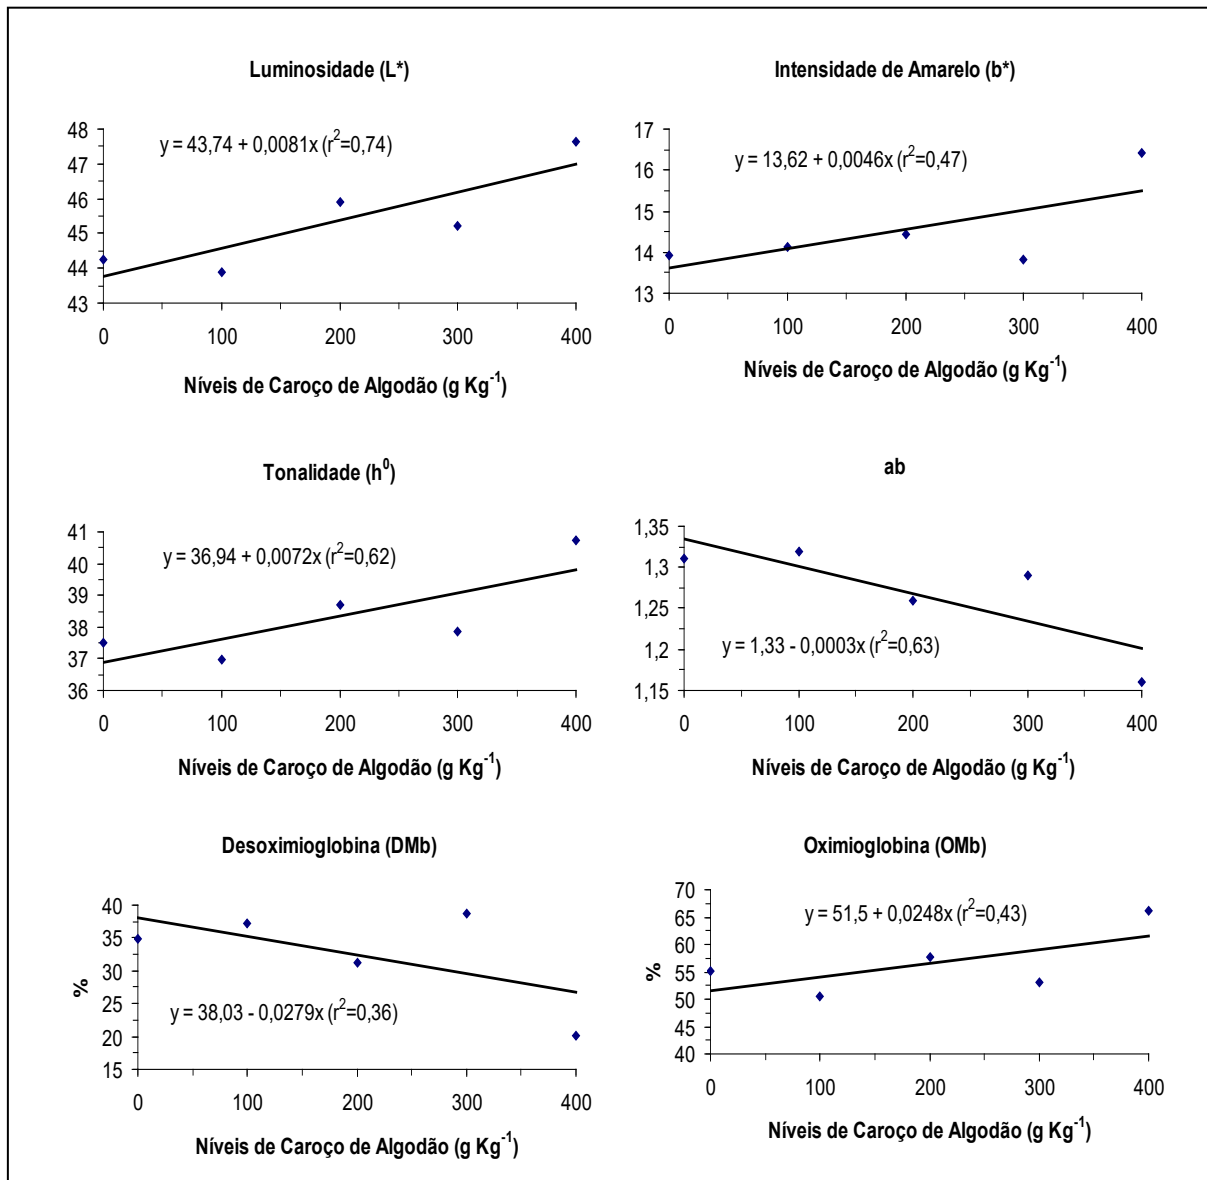 Luminosidade (L*)
y = 43,74 + 0,0081x (r²=0,74)
48
47
46
45
44
43
0 100 200 300 400
Níveis de Caroço de Algodão (g Kg⁻¹)
Intensidade de Amarelo (b*)
y = 13,62 + 0,0046x (r²=0,47)
17
16
15
14
13
0 100 200 300 400
Níveis de Caroço de Algodão (g Kg⁻¹)
Tonalidade (h⁰)
y = 36,94 + 0,0072x (r²=0,62)
41
40
39
38
37
36
0 100 200 300 400
Níveis de Caroço de Algodão (g Kg⁻¹)
ab
1,35
1,3
1,25
1,2
1,15
y = 1,33 - 0,0003x (r²=0,63)
0 100 200 300 400
Níveis de Caroço de Algodão (g Kg⁻¹)
Desoximioglobina (DMb)
%
40
35
30
25
20
15
y = 38,03 - 0,0279x (r²=0,36)
0 100 200 300 400
Níveis de Caroço de Algodão (g Kg⁻¹)
Oximioglobina (OMb)
%
y = 51,5 + 0,0248x (r²=0,43)
70
65
60
55
50
45
40
0 100 200 300 400
Níveis de Caroço de Algodão (g Kg⁻¹)